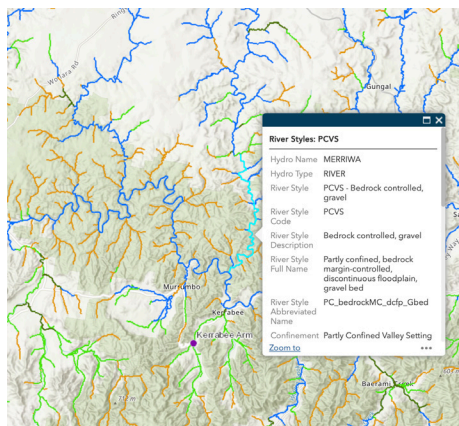 Wollara Rd
Gungal
River Styles: PCVS
Hydro Name MERRIWA
Hydro Type RIVER
River Style PCVS - Bedrock controlled,
gravel
River Style PCVS
Code
River Style Bedrock controlled, gravel
Description
River Style Partly confined, bedrock
Full Name margin-controlled,
discontinuous floodplain,
gravel bed
River Style PC_bedrockMC_dcfp_Gbed
Abbreviated
Name
Confinement Partly Confined Valley Setting
Zoom to
Murrumbo
Kerrabee
Kerrabee Arm
Baerami Creek